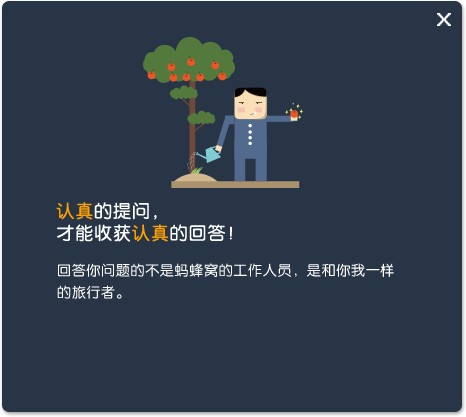 认真的提问，
才能收获认真的回答！
回答你问题的不是蚂蜂窝的工作人员，是和你我一样
的旅行者。